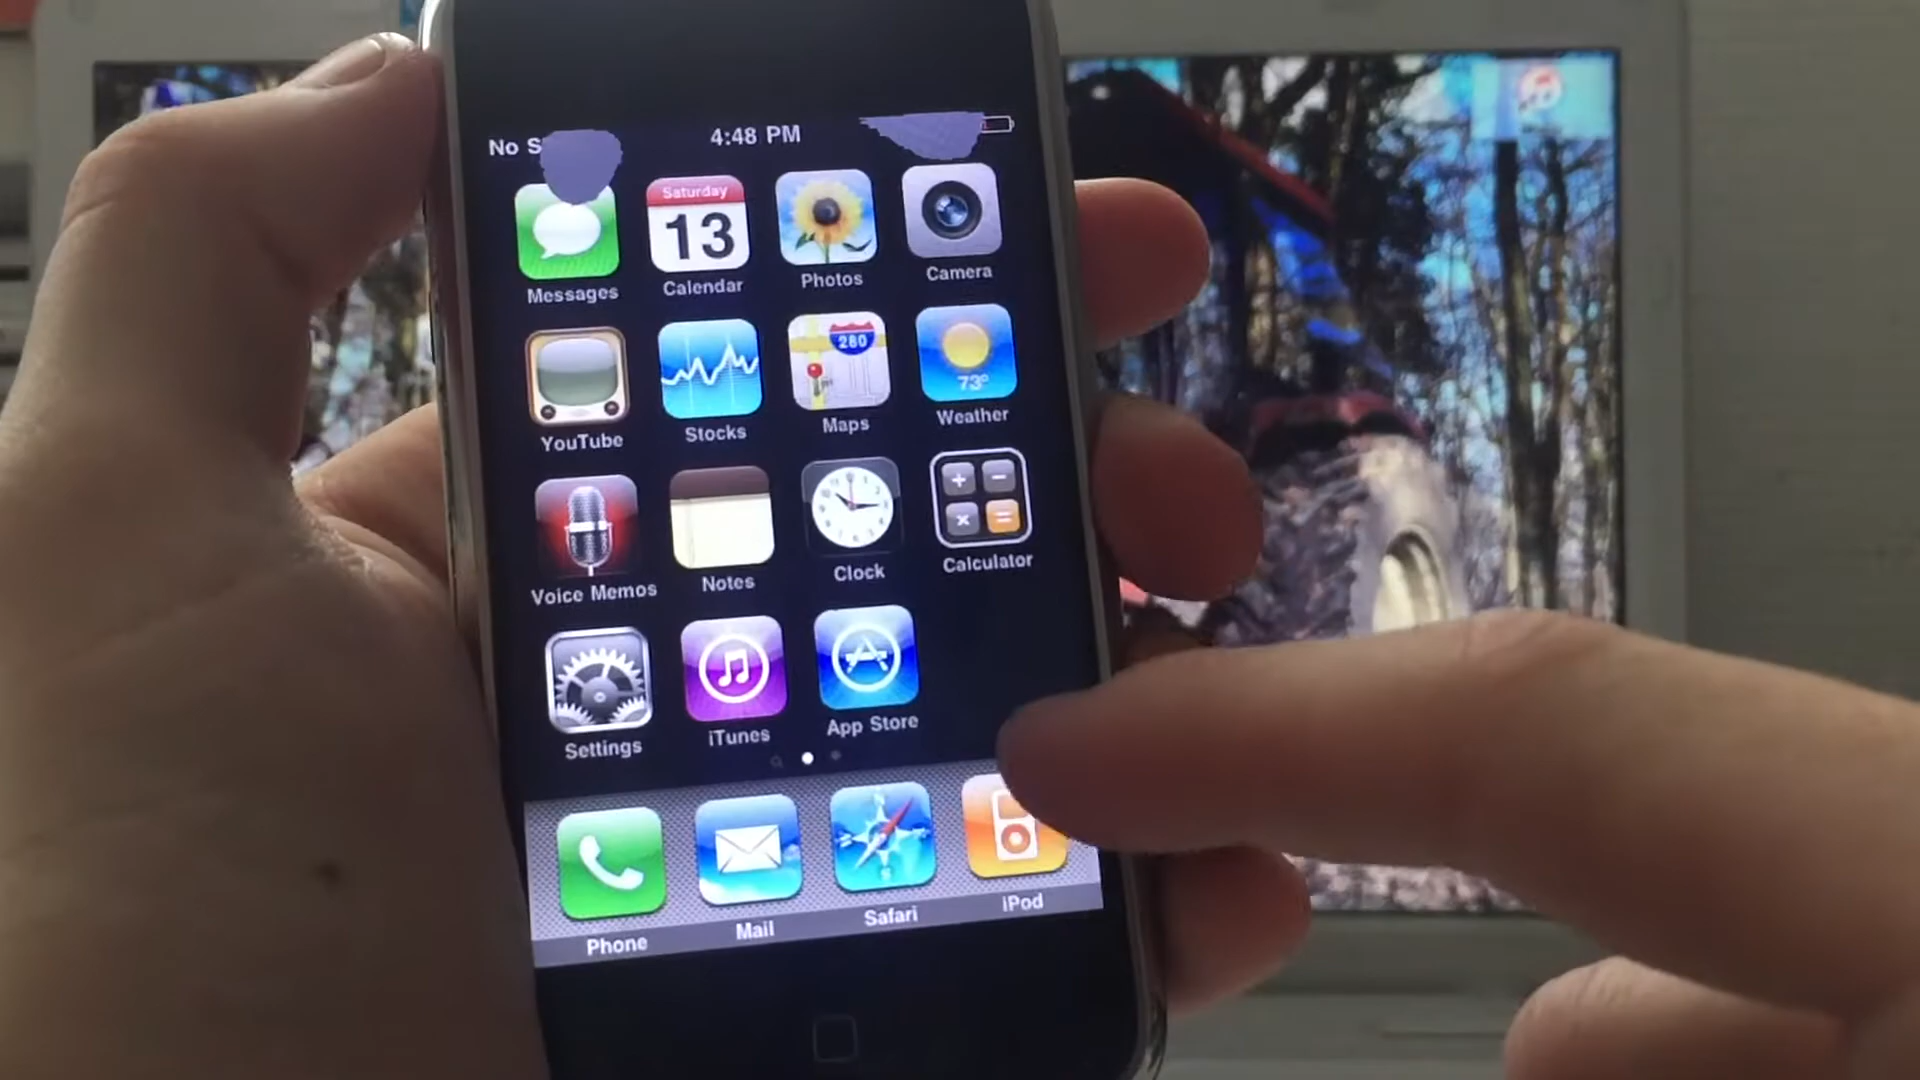 No S
4:48 PM
Saturday
13
Messages
Calendar
Photos
Camera
280
73°
YouTube
Stocks
Maps
Weather
Voice Memos
Notes
Clock
Calculator
Settings
iTunes
App Store
Phone
Mail
Safari
iPod